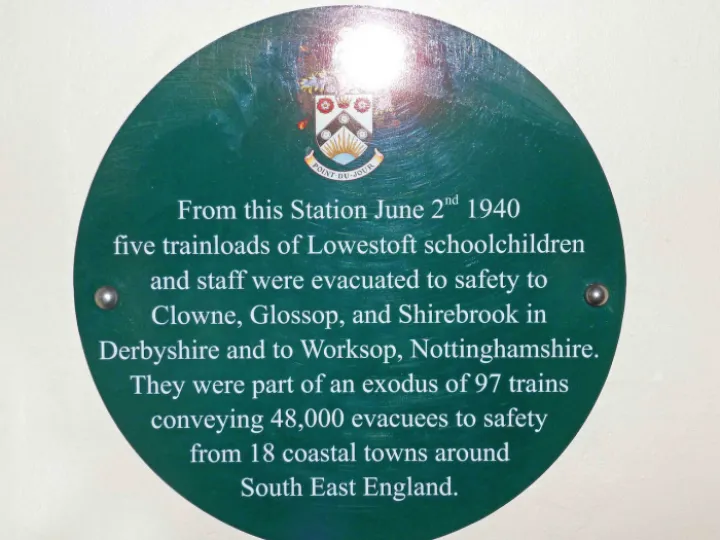 POINT DU-JOUR
From this Station June 2nd 1940
five trainloads of Lowestoft schoolchildren
and staff were evacuated to safety to
Clowne, Glossop, and Shirebrook in
Derbyshire and to Worksop, Nottinghamshire.
They were part of an exodus of 97 trains
conveying 48,000 evacuees to safety
from 18 coastal towns around
South East England.